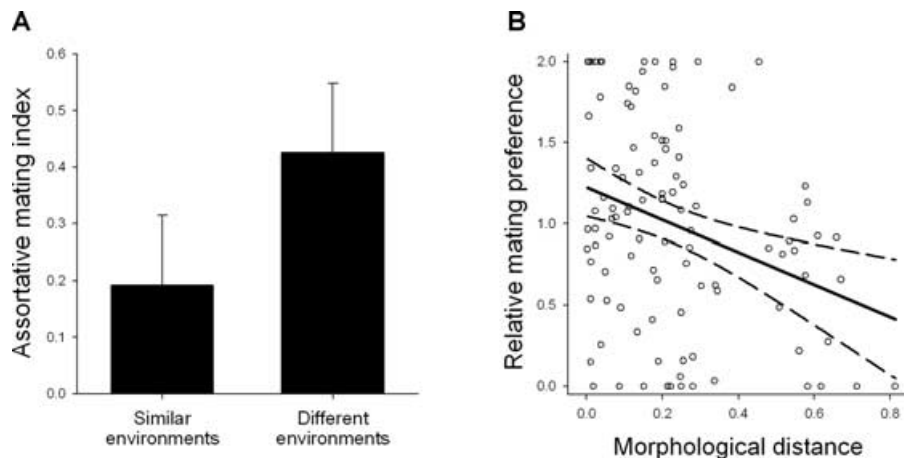 A
Assortative mating index
0.6
0.5
0.4
0.3
0.2
0.1
0.0
Similar
environments
Different
environments
B
Relative mating preference
2.0
1.5
1.0
0.5
0.0
0.0
0.2
0.4
0.6
0.8
Morphological distance